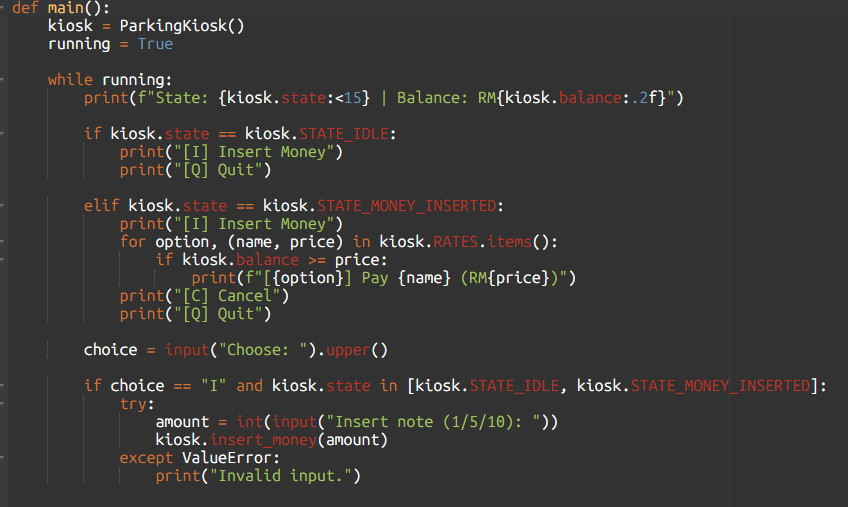 def main():
    kiosk = ParkingKiosk()
    running = True

    while running:
        print(f"State: {kiosk.state:<15} | Balance: RM{kiosk.balance:.2f}")

        if kiosk.state == kiosk.STATE_IDLE:
            print("[I] Insert Money")
            print("[Q] Quit")

        elif kiosk.state == kiosk.STATE_MONEY_INSERTED:
            print("[I] Insert Money")
            for option, (name, price) in kiosk.RATES.items():
                if kiosk.balance >= price:
                    print(f"[{option}] Pay {name} (RM{price})")
            print("[C] Cancel")
            print("[Q] Quit")

        choice = input("Choose: ").upper()

        if choice == "I" and kiosk.state in [kiosk.STATE_IDLE, kiosk.STATE_MONEY_INSERTED]:
            try:
                amount = int(input("Insert note (1/5/10): "))
                kiosk.insert_money(amount)
            except ValueError:
                print("Invalid input.")